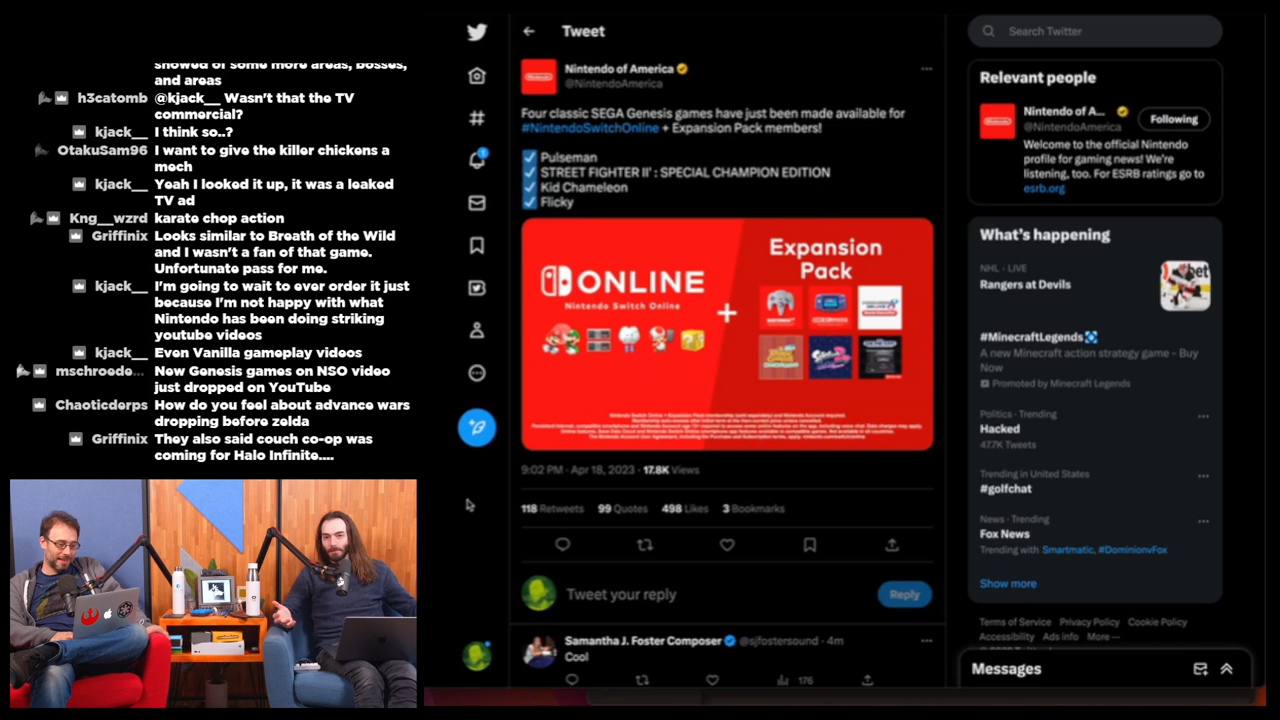 showed of some more areas, bosses,
and areas
h3catomb @kjack__ Wasn't that the TV
commercial?
kjack__ I think so..?
OtakuSam96 I want to give the killer chickens a
mech
kjack__ Yeah I looked it up, it was a leaked
TV ad
Kng__wzrd karate chop action
Griffinix Looks similar to Breath of the Wild
and I wasn't a fan of that game.
Unfortunate pass for me.
kjack__ I'm going to wait to ever order it just
because I'm not happy with what
Nintendo has been doing striking
youtube videos
kjack__ Even Vanilla gameplay videos
mschroede... New Genesis games on NSO video
just dropped on YouTube
Chaoticderps How do you feel about advance wars
dropping before zelda
Griffinix They also said couch co-op was
coming for Halo Infinite....
Tweet
Nintendo of America
@NintendoAmerica
Four classic SEGA Genesis games have just been made available for
#NintendoSwitchOnline + Expansion Pack members!
Pulseman
STREET FIGHTER II' : SPECIAL CHAMPION EDITION
Kid Chameleon
Flicky
ONLINE
Nintendo Switch Online
+
Expansion
Pack
9:02 PM · Apr 18, 2023 · 17.8K Views
118 Retweets 99 Quotes 498 Likes 3 Bookmarks
Tweet your reply
Reply
Samantha J. Foster Composer @sjfostersound · 4m
Cool
176
Search Twitter
Relevant people
Nintendo of A...
@NintendoAmerica
Following
Welcome to the official Nintendo
profile for gaming news! We're
listening, too. For ESRB ratings go to
esrb.org
What's happening
NHL · LIVE
Rangers at Devils
#MinecraftLegends
A new Minecraft action strategy game - Buy
Now
Promoted by Minecraft Legends
Politics · Trending
Hacked
47.7K Tweets
Trending in United States
#golfchat
News · Trending
Fox News
Trending with Smartmatic, #DominionvFox
Show more
Terms of Service Privacy Policy Cookie Policy
Accessibility Ads info More ...
Messages